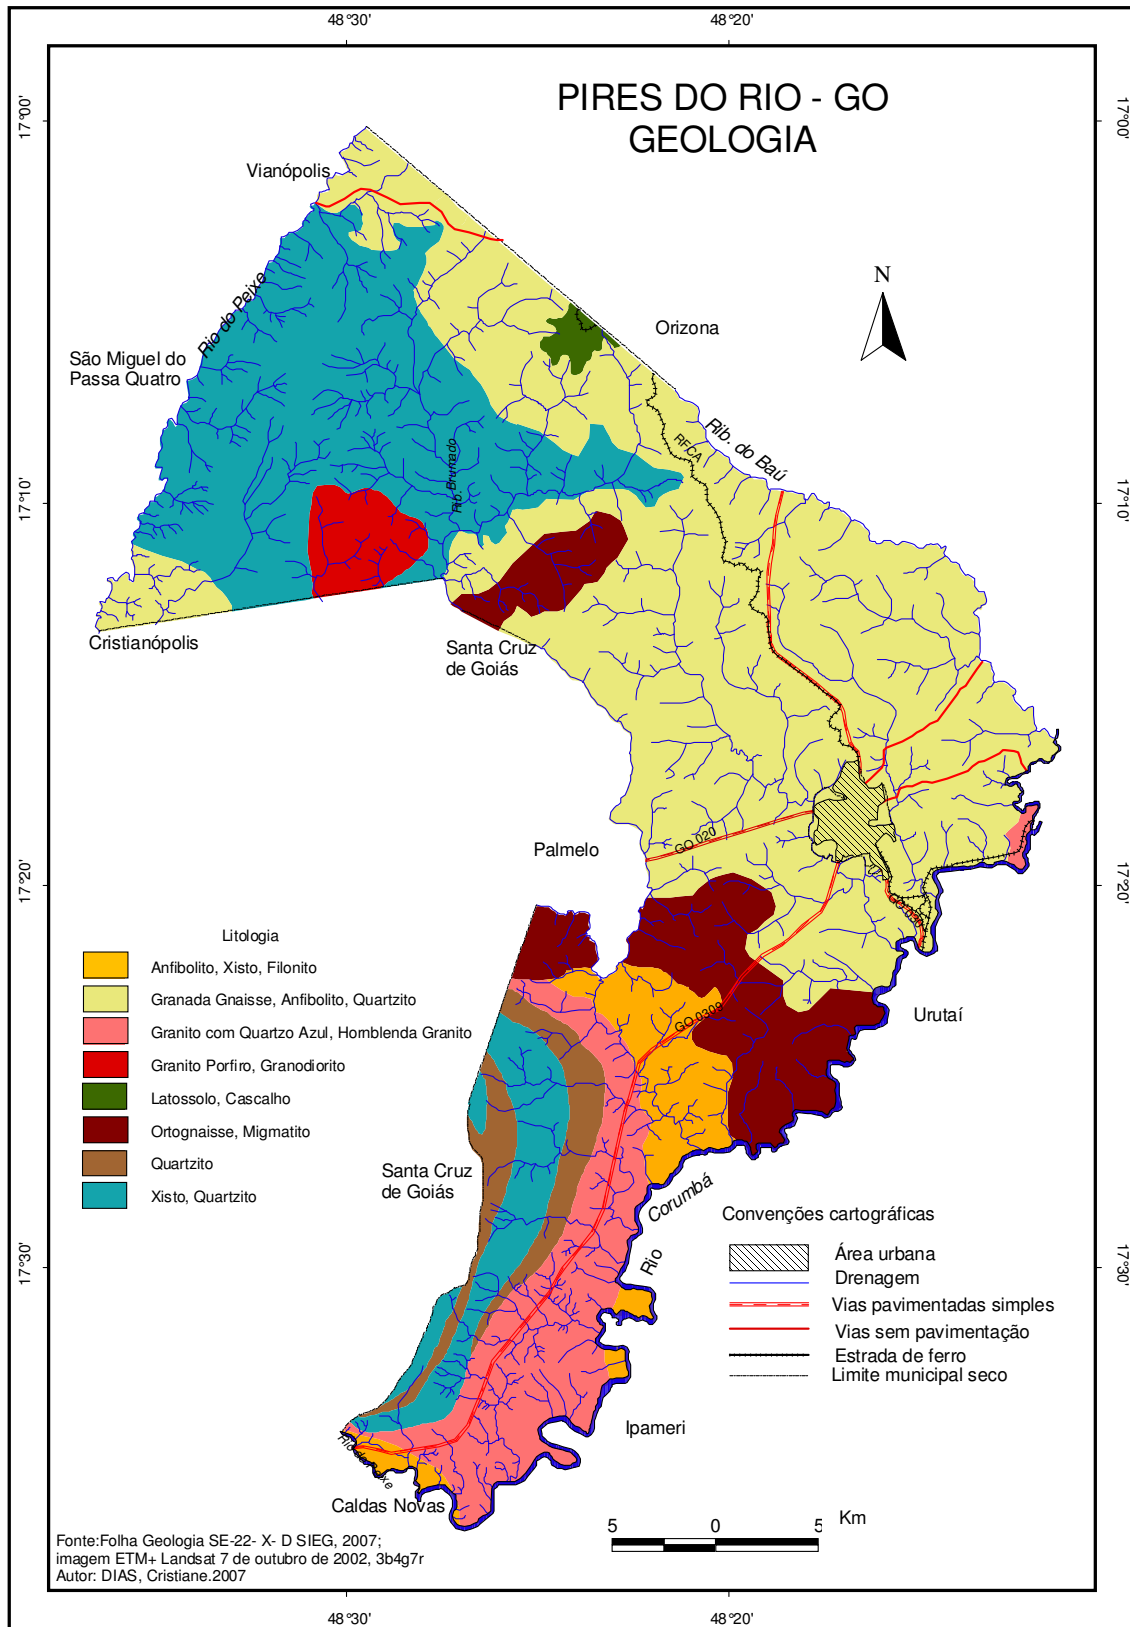 48°30'
48°20'
PIRES DO RIO - GO
GEOLOGIA
17°00'
17°00'
Vianópolis
N
Rio do Peixe
Orizona
São Miguel do
Passa Quatro
Rib. do Baú
RFCA
Rib. Brumado
17°10'
17°10'
Cristianópolis
Santa Cruz
de Goiás
GO 020
Palmelo
17°20'
17°20'
Litologia
Anfibolito, Xisto, Filonito
Granada Gnaisse, Anfibolito, Quartzito
Granito com Quartzo Azul, Homblenda Granito
Granito Porfiro, Granodiorito
Latossolo, Cascalho
Ortognaisse, Migmatito
Quartzito
Xisto, Quartzito
Urutaí
GO 0309
Santa Cruz
de Goiás
Rio
Corumbá
17°30'
17°30'
Convenções cartográficas
Área urbana
Drenagem
Vias pavimentadas simples
Vias sem pavimentação
Estrada de ferro
Limite municipal seco
Ipameri
Rio do Peixe
Caldas Novas
5 0 5 Km
Fonte:Folha Geologia SE-22- X- D SIEG, 2007;
imagem ETM+ Landsat 7 de outubro de 2002, 3b4g7r
Autor: DIAS, Cristiane.2007
48°30'
48°20'